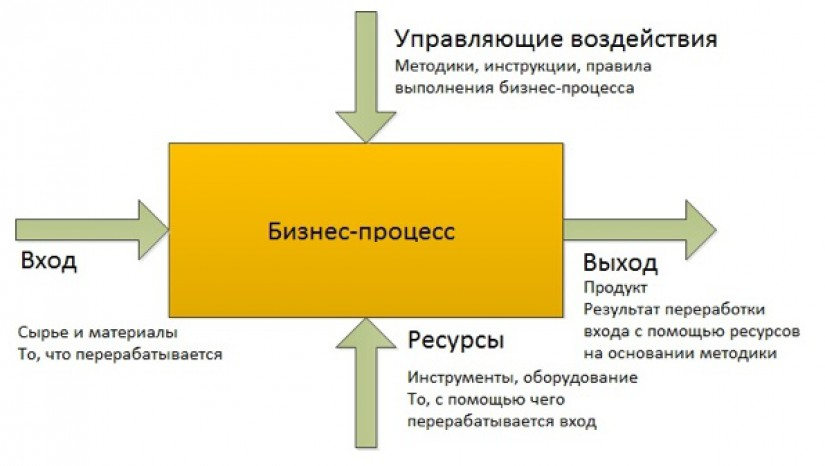 Управляющие воздействия
Методики, инструкции, правила
выполнения бизнес-процесса
Бизнес-процесс
Вход
Сырье и материалы
То, что перерабатывается
Выход
Продукт
Результат переработки
входа с помощью ресурсов
на основании методики
Ресурсы
Инструменты, оборудование
То, с помощью чего
перерабатывается вход